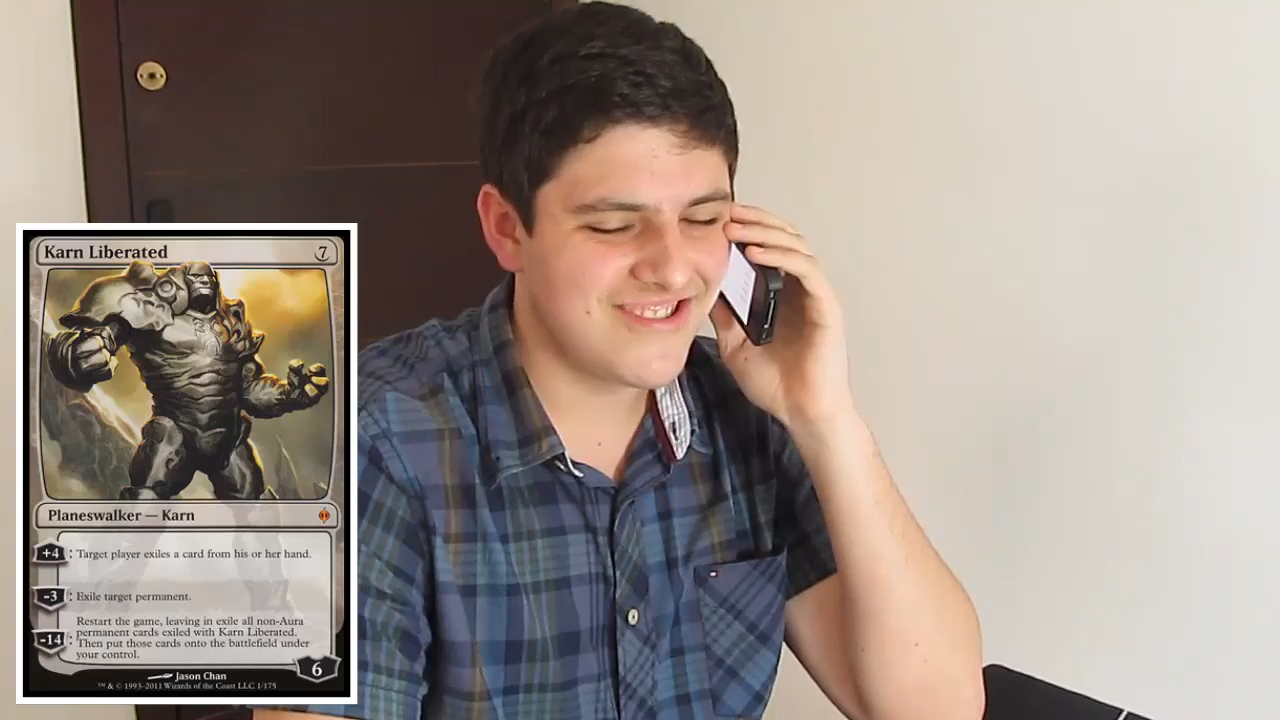 Karn Liberated 7
Planeswalker — Karn
+4 : Target player exiles a card from his or her hand.
-3 : Exile target permanent.
Restart the game, leaving in exile all non-Aura
permanent cards exiled with Karn Liberated.
-14 : Then put those cards onto the battlefield under
your control.
6
Jason Chan
™ & © 1993–2011 Wizards of the Coast LLC 1/175